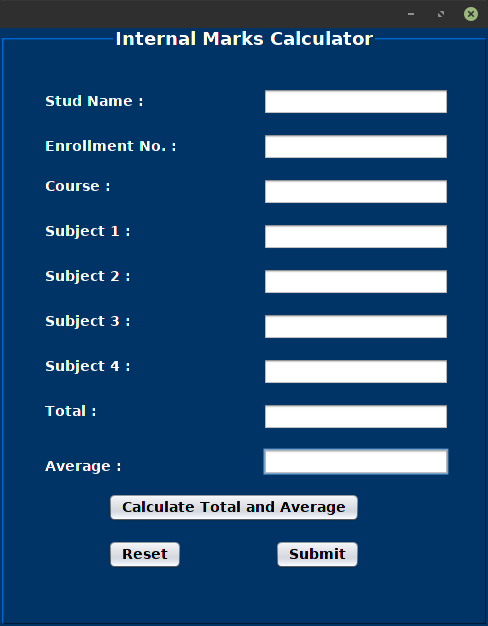 Internal Marks Calculator
Stud Name :
Enrollment No. :
Course :
Subject 1 :
Subject 2 :
Subject 3 :
Subject 4 :
Total :
Average :
Calculate Total and Average
Reset Submit